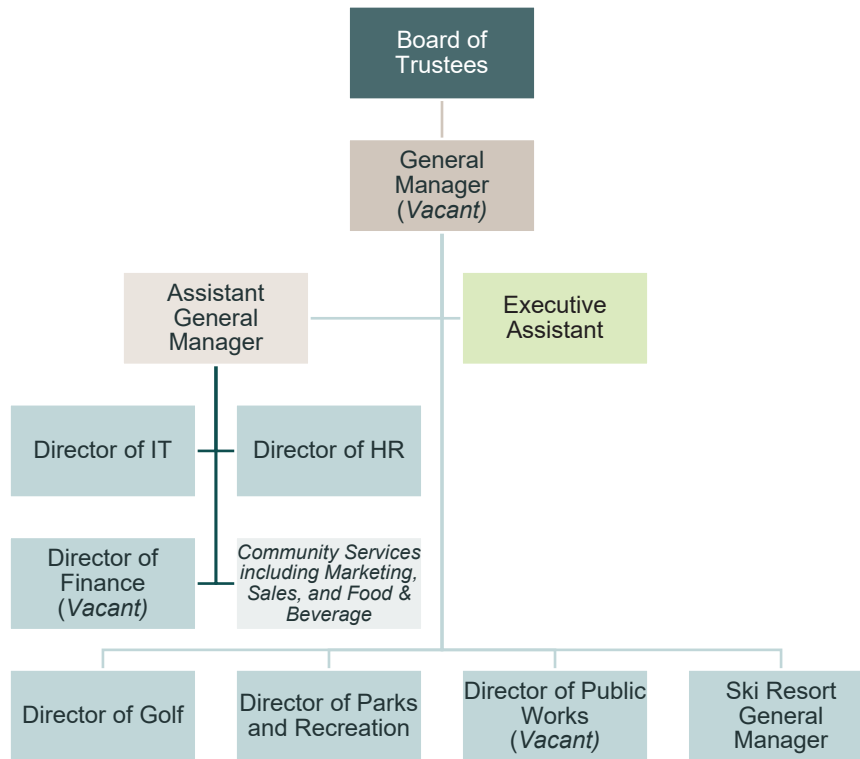 Board of
Trustees
General
Manager
(Vacant)
Assistant
General
Manager
Executive
Assistant
Director of IT
Director of HR
Director of
Finance
(Vacant)
Community Services
including Marketing,
Sales, and Food &
Beverage
Director of Golf
Director of Parks
and Recreation
Director of Public
Works
(Vacant)
Ski Resort
General
Manager